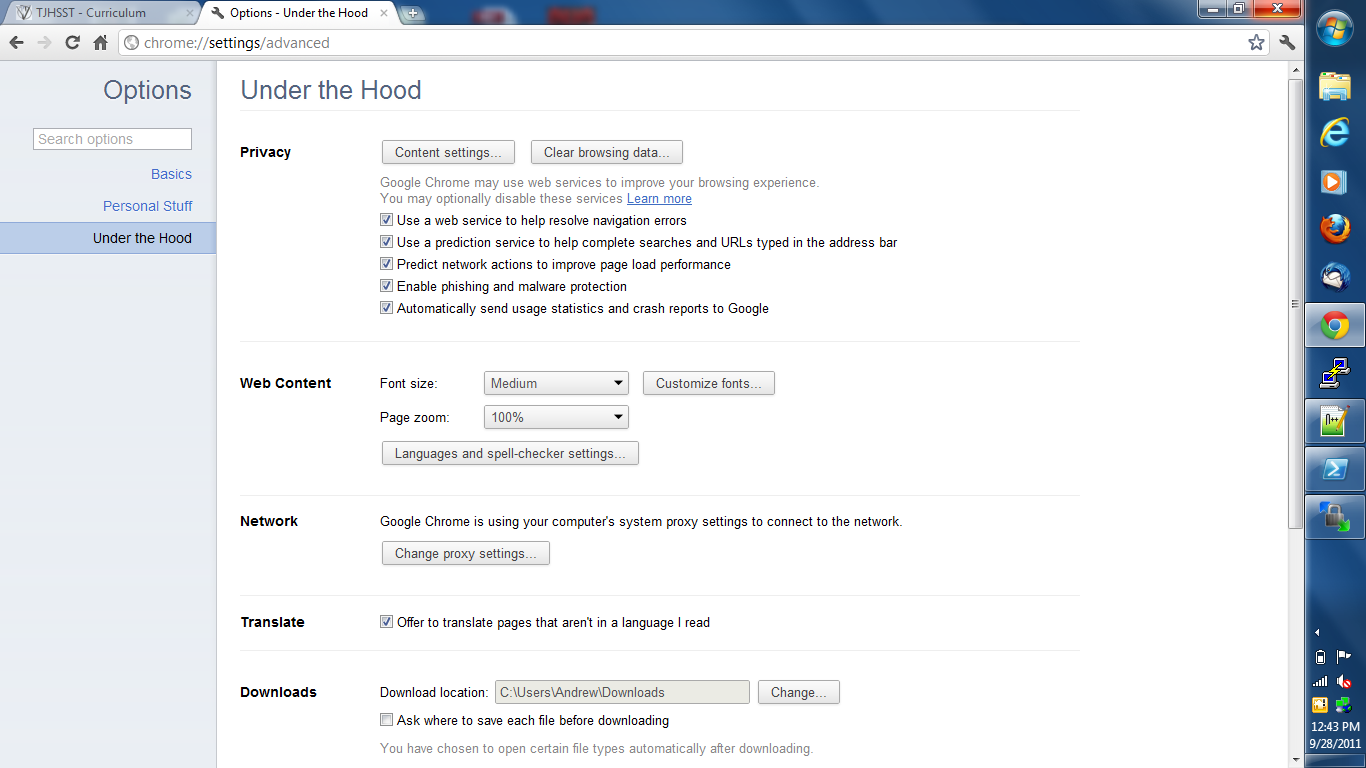 TJHSST - Curriculum
Options - Under the Hood
chrome://settings/advanced
Options
Search options
Basics
Personal Stuff
Under the Hood
Under the Hood
Privacy
Content settings...
Clear browsing data...
Google Chrome may use web services to improve your browsing experience.
You may optionally disable these services Learn more
Use a web service to help resolve navigation errors
Use a prediction service to help complete searches and URLs typed in the address bar
Predict network actions to improve page load performance
Enable phishing and malware protection
Automatically send usage statistics and crash reports to Google
Web Content
Font size:
Medium
Customize fonts...
Page zoom:
100%
Languages and spell-checker settings...
Network
Google Chrome is using your computer's system proxy settings to connect to the network.
Change proxy settings...
Translate
Offer to translate pages that aren't in a language I read
Downloads
Download location:
C:\Users\Andrew\Downloads
Change...
Ask where to save each file before downloading
You have chosen to open certain file types automatically after downloading.
12:43 PM
9/28/2011